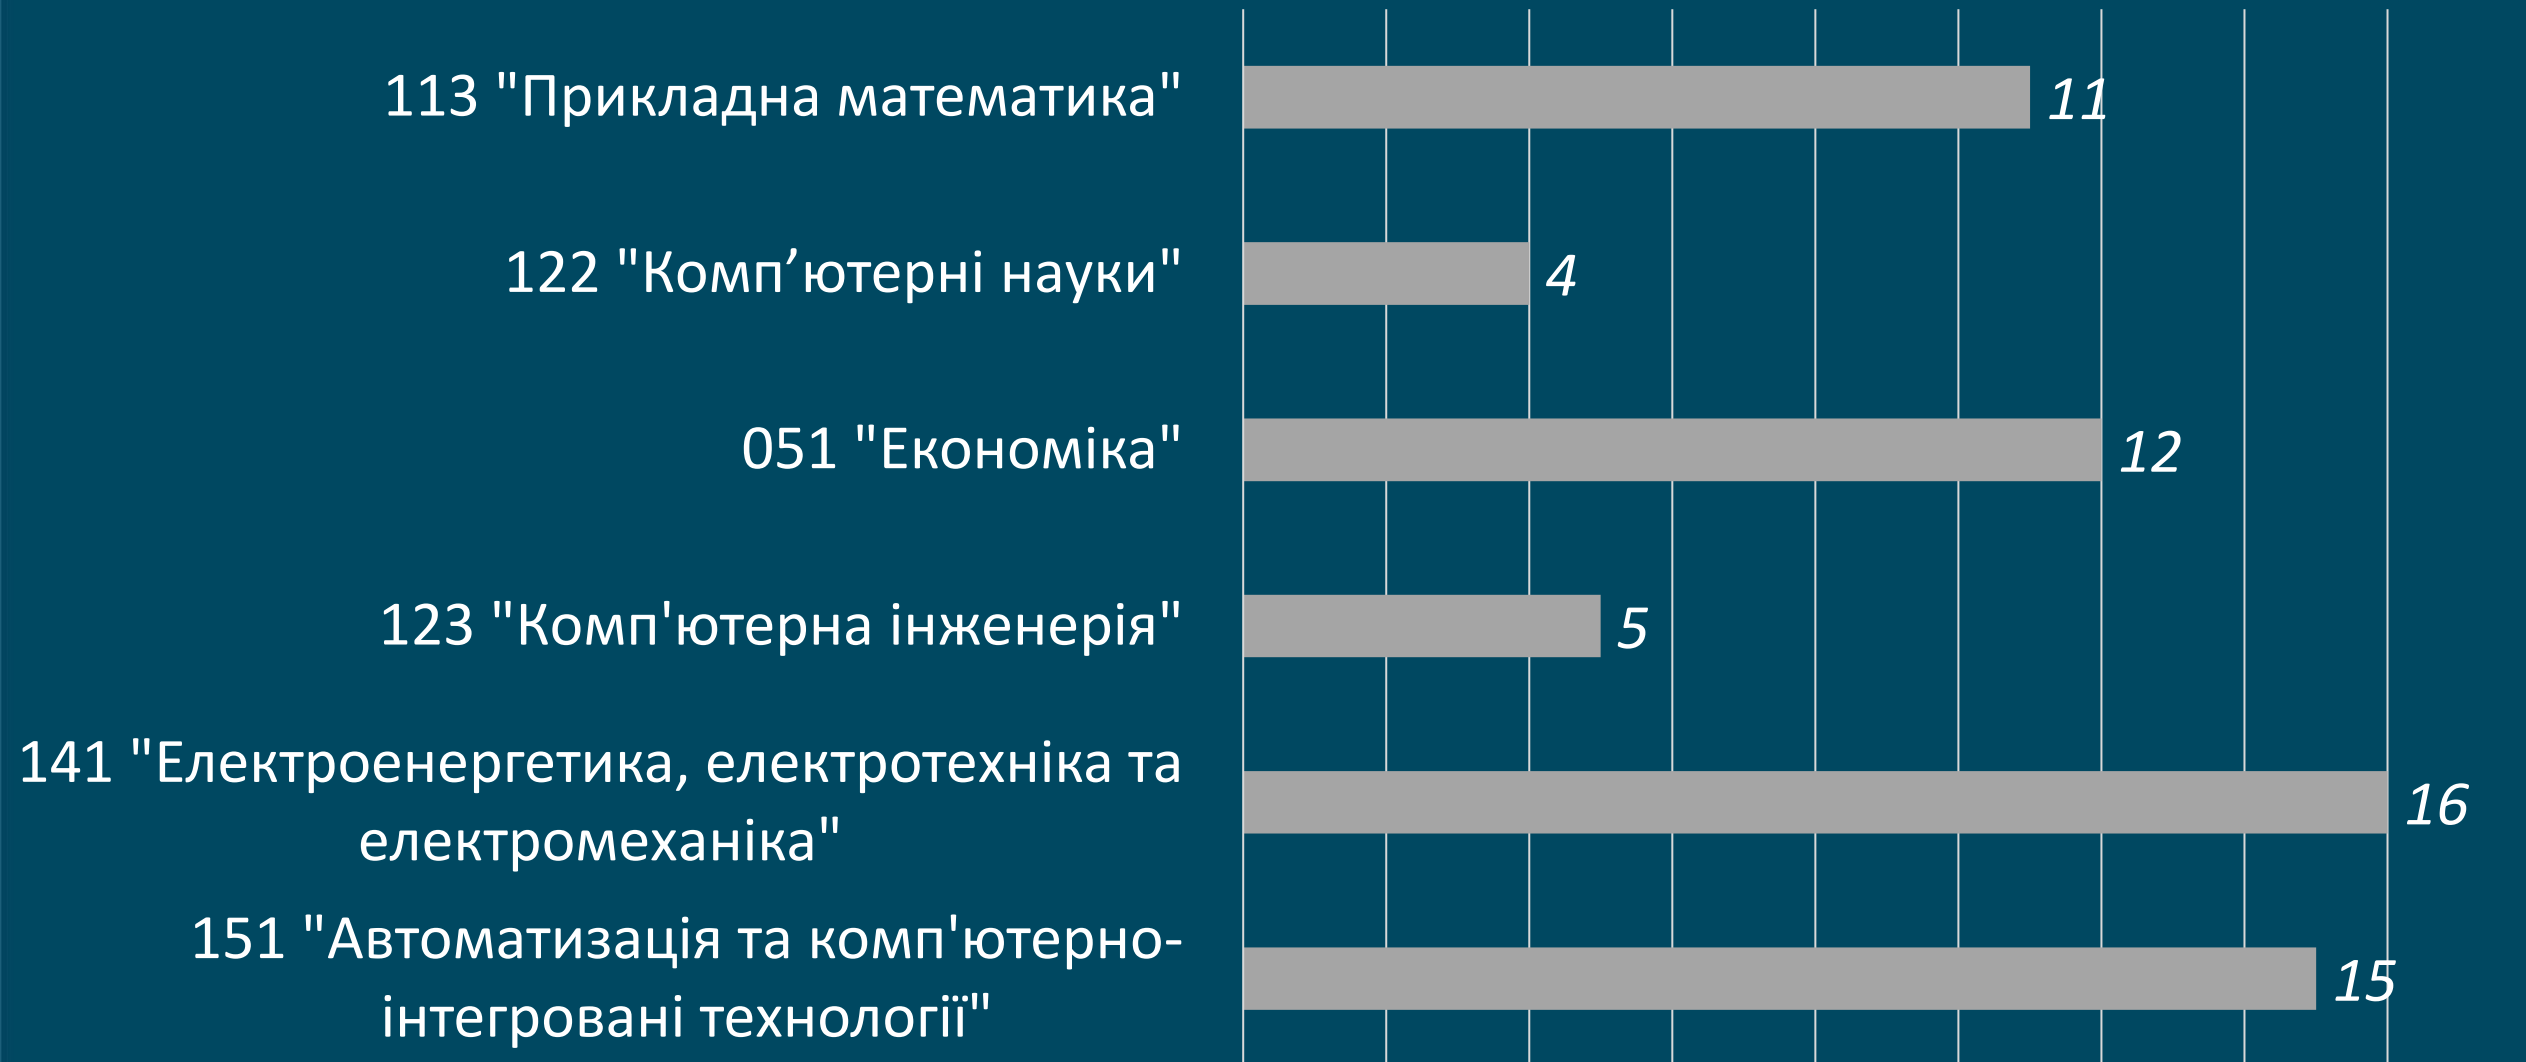 113 "Прикладна математика" 11
122 "Комп’ютерні науки" 4
051 "Економіка" 12
123 "Комп'ютерна інженерія" 5
141 "Електроенергетика, електротехніка та
електромеханіка" 16
151 "Автоматизація та комп'ютерно-
інтегровані технології" 15